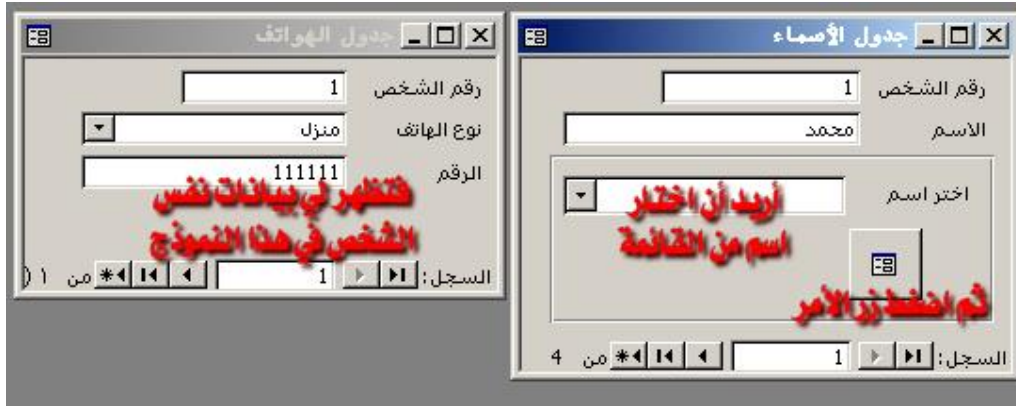 جدول الأسماء
رقم الشخص 1
الاسم محمد
اختر اسم
أريد أن اختار
اسم من القائمة
ثم اضغط زر الأمر
السجل: 1 من 4
جدول الهواتف
رقم الشخص 1
نوع الهاتف منزل
الرقم 111111
فتظهر لي بيانات نفس
الشخص في هذا النموذج
السجل: 1 من ١ (